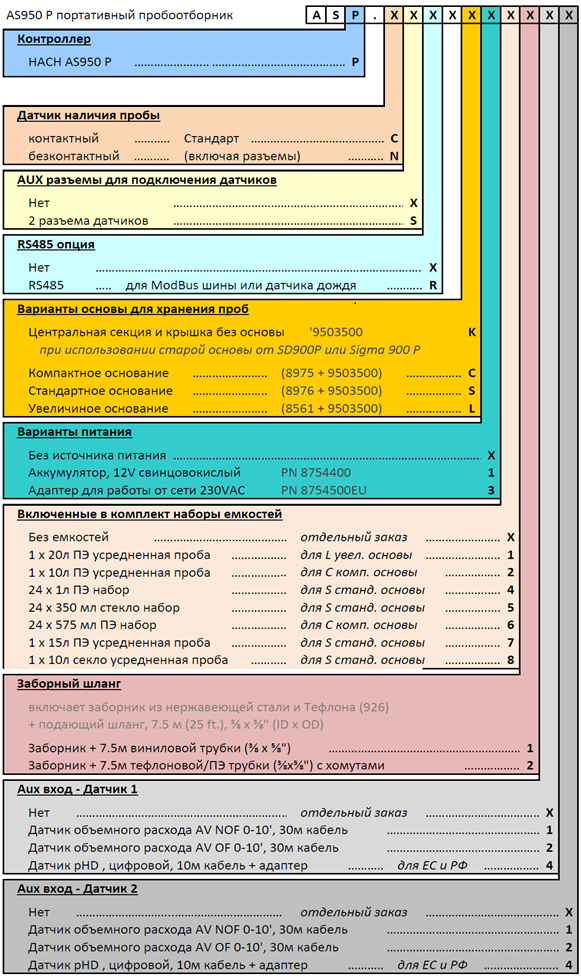 AS950 P портативный пробоотборник A S P . X X X X X X X X X X
Контроллер
HACH AS950 P ........................................... P
Датчик наличия пробы
контактный ........... Стандарт ........................................... C
безконтактный ........... (включая разъемы) ........... N
AUX разъемы для подключения датчиков
Нет ........................................... X
2 разъема датчиков ........................................... S
RS485 опция
Нет ........................................... X
RS485 ..... для ModBus шины или датчика дождя ........... R
Варианты основы для хранения проб
Центральная секция и крышка без основы '9503500 K
при использовании старой основы от SD900P или Sigma 900 P
Компактное основание ..................... (8975 + 9503500) ..................... C
Стандартное основание ..................... (8976 + 9503500) ..................... S
Увеличиное основание ..................... (8561 + 9503500) ..................... L
Варианты питания
Без источника питания ........................................... X
Аккумулятор, 12V свинцовокислый PN 8754400 1
Адаптер для работы от сети 230VAC PN 8754500EU 3
Включенные в комплект наборы емкостей
Без емкостей ..................... отдельный заказ ..................... X
1 x 20л ПЭ усредненная проба ............... для L увел. основы ............... 1
1 x 10л ПЭ усредненная проба ............... для C комп. основы ............... 2
24 x 1л ПЭ набор ............... для S станд. основы ............... 4
24 x 350 мл стекло набор ............... для S станд. основы ............... 5
24 x 575 мл ПЭ набор ............... для C комп. основы ............... 6
1 x 15л ПЭ усредненная проба ............... для S станд. основы ............... 7
1 x 10л секло усредненная проба ........... для S станд. основы ............... 8
Заборный шланг
включает заборник из нержавеющей стали и Тефлона (926)
+ подающий шланг, 7.5 м (25 ft.), ⅜ x ⅝" (ID x OD)
Заборник + 7.5м виниловой трубки (⅜ x ⅝") ..................... 1
Заборник + 7.5м тефлоновой/ПЭ трубки (⅜x⅝") с хомутами ..................... 2
Aux вход - Датчик 1
Нет ..................... отдельный заказ ..................... X
Датчик объемного расхода AV NOF 0-10', 30м кабель ..................... 1
Датчик объемного расхода AV OF 0-10', 30м кабель ..................... 2
Датчик pHD , цифровой, 10м кабель + адаптер ............... для ЕС и РФ ............... 4
Aux вход - Датчик 2
Нет ..................... отдельный заказ ..................... X
Датчик объемного расхода AV NOF 0-10', 30м кабель ..................... 1
Датчик объемного расхода AV OF 0-10', 30м кабель ..................... 2
Датчик pHD , цифровой, 10м кабель + адаптер ............... для ЕС и РФ ............... 4